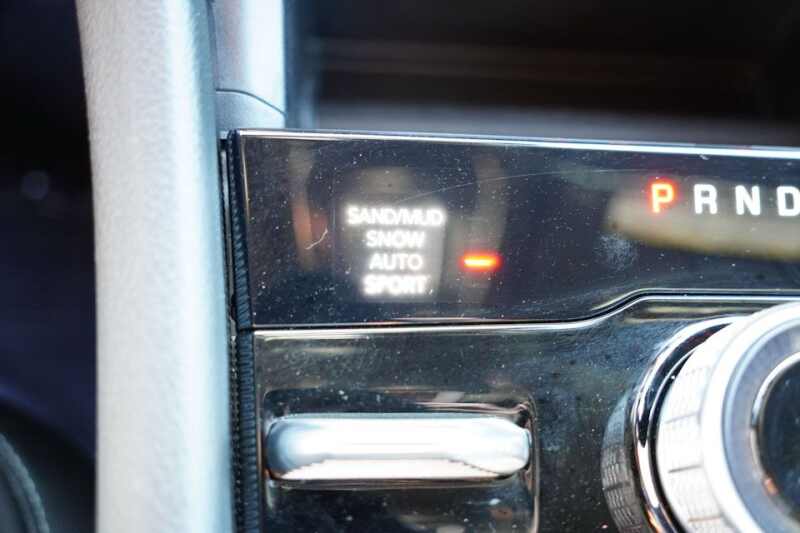 SAND/MUD
SNOW
AUTO
SPORT
P R N D